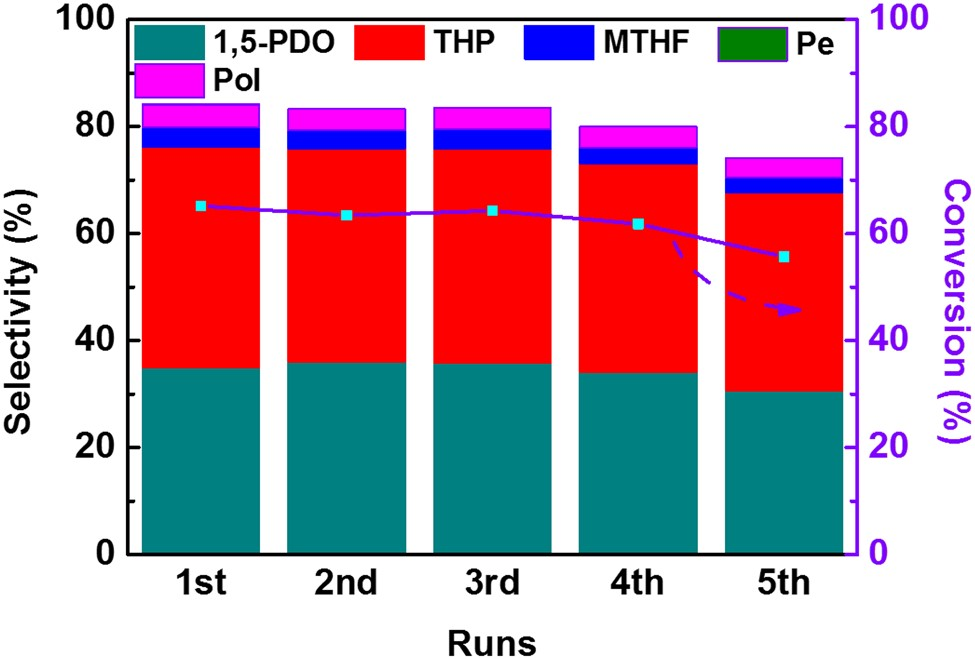 100
80
60
40
20
0
Selectivity (%)
1,5-PDO THP MTHF Pe
Pol
100
80
60
40
20
0
Conversion (%)
1st 2nd 3rd 4th 5th
Runs